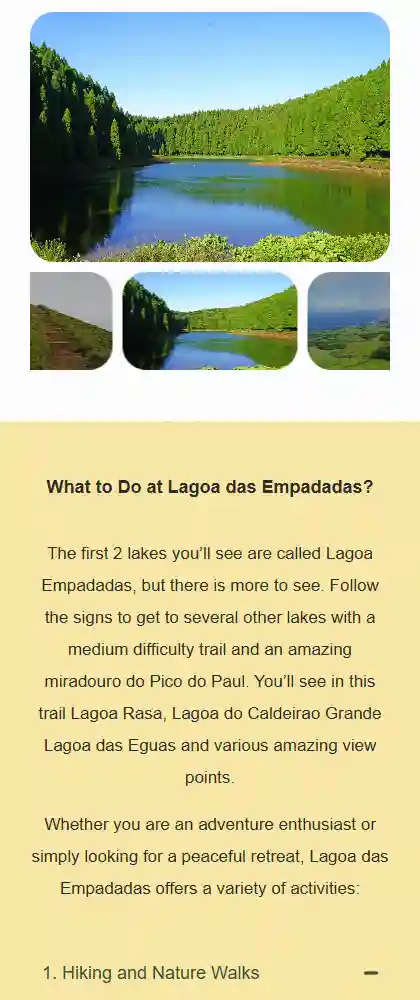 What to Do at Lagoa das Empadadas?
The first 2 lakes you’ll see are called Lagoa
Empadadas, but there is more to see. Follow
the signs to get to several other lakes with a
medium difficulty trail and an amazing
miradouro do Pico do Paul. You’ll see in this
trail Lagoa Rasa, Lagoa do Caldeirao Grande
Lagoa das Eguas and various amazing view
points.
Whether you are an adventure enthusiast or
simply looking for a peaceful retreat, Lagoa das
Empadadas offers a variety of activities:
1. Hiking and Nature Walks